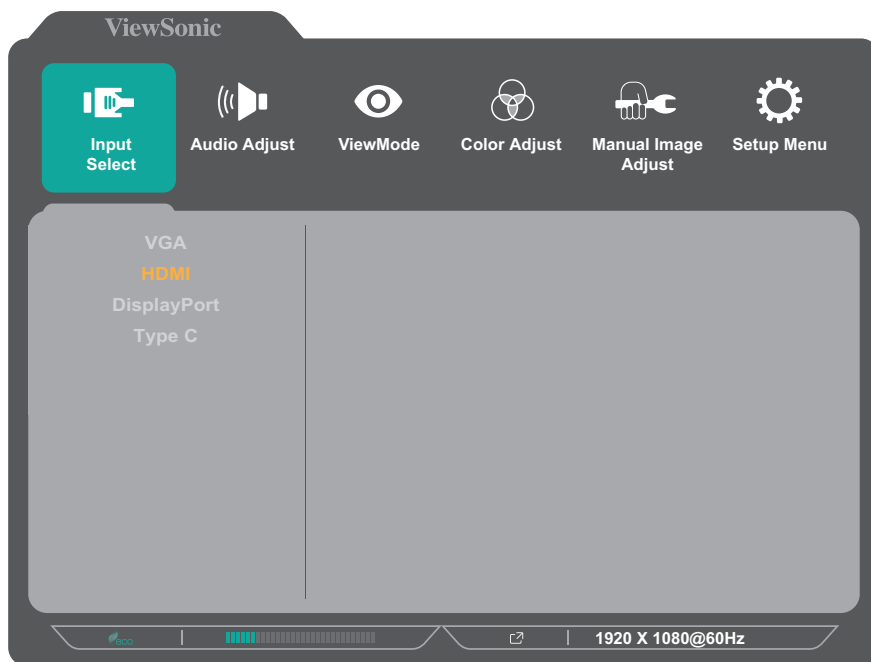 ViewSonic
Input
Select
Audio Adjust
ViewMode
Color Adjust
Manual Image
Adjust
Setup Menu
VGA
HDMI
DisplayPort
Type C
eco
1920 X 1080@60Hz